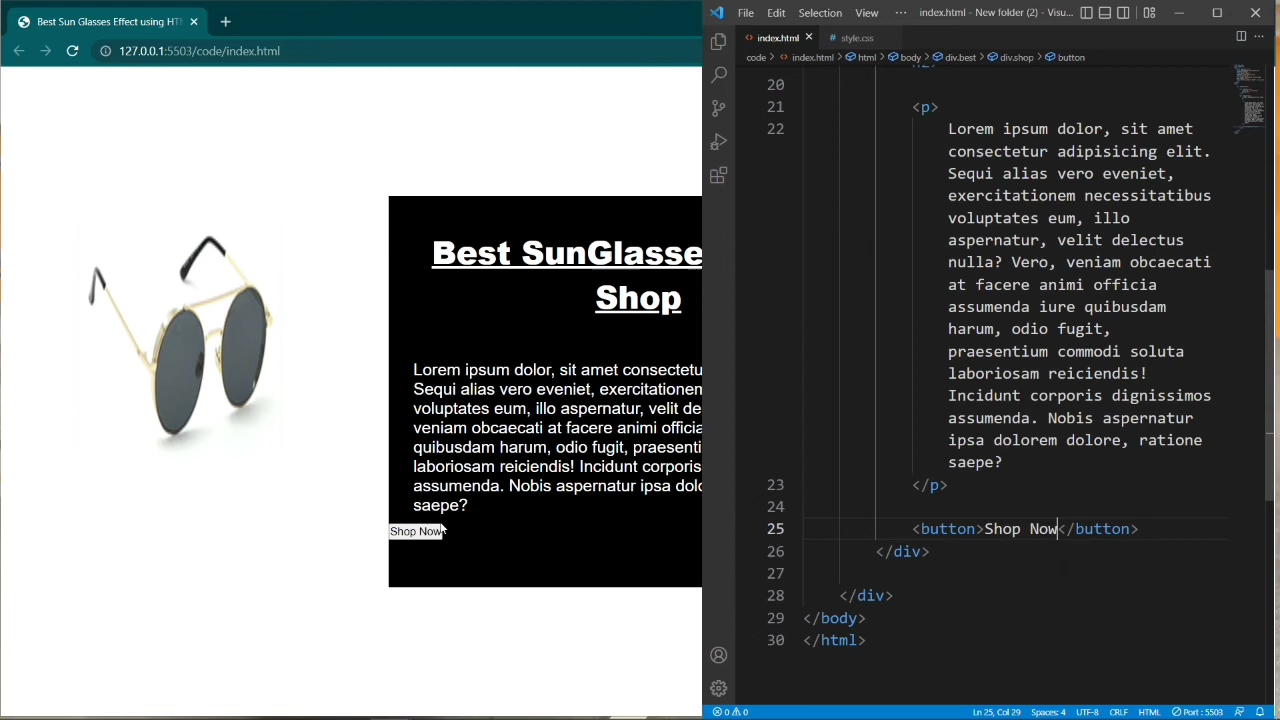 Best Sun Glasses Effect using HTM
127.0.0.1:5503/code/index.html
Best SunGlasse
Shop
Lorem ipsum dolor, sit amet consectetu
Sequi alias vero eveniet, exercitationem
voluptates eum, illo aspernatur, velit de
veniam obcaecati at facere animi officia
quibusdam harum, odio fugit, praesenti
laboriosam reiciendis! Incidunt corporis
assumenda. Nobis aspernatur ipsa dolo
saepe?
Shop Now
File Edit Selection View ··· index.html - New folder (2) - Visu...
index.html style.css
code > index.html > html > body > div.best > div.shop > button
20
21 <p>
22 Lorem ipsum dolor, sit amet
consectetur adipisicing elit.
Sequi alias vero eveniet,
exercitationem necessitatibus
voluptates eum, illo
aspernatur, velit delectus
nulla? Vero, veniam obcaecati
at facere animi officia
assumenda iure quibusdam
harum, odio fugit,
praesentium commodi soluta
laboriosam reiciendis!
Incidunt corporis dignissimos
assumenda. Nobis aspernatur
ipsa dolorem dolore, ratione
saepe?
23 </p>
24
25 <button>Shop Now</button>
26 </div>
27
28 </div>
29 </body>
30 </html>
0 0 Ln 25, Col 29 Spaces: 4 UTF-8 CRLF HTML Port : 5503